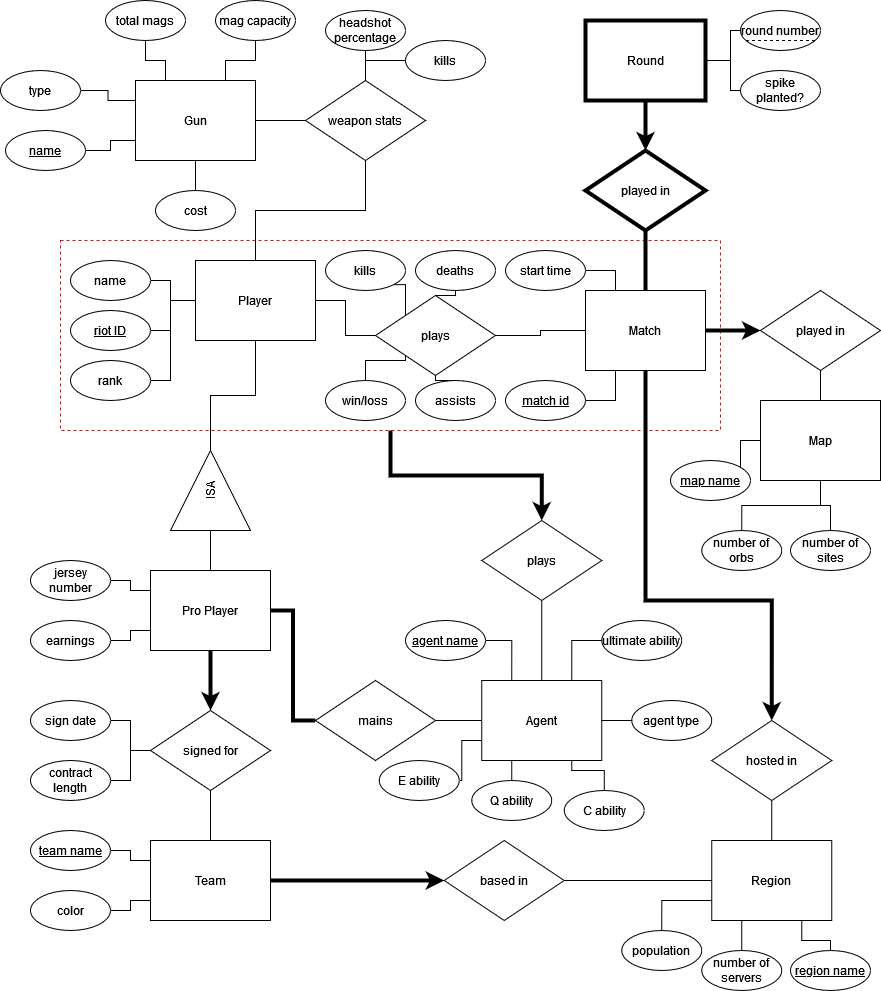 total mags
mag capacity
headshot
percentage
kills
type
Gun
weapon stats
name
cost
Round
round number
spike
planted?
played in
name
riot ID
rank
Player
kills
deaths
plays
win/loss
assists
start time
Match
match id
played in
Map
map name
number of
orbs
number of
sites
ISA
plays
jersey
number
Pro Player
earnings
agent name
ultimate ability
mains
Agent
agent type
E ability
Q ability
C ability
sign date
signed for
contract
length
hosted in
team name
Team
color
based in
Region
population
number of
servers
region name